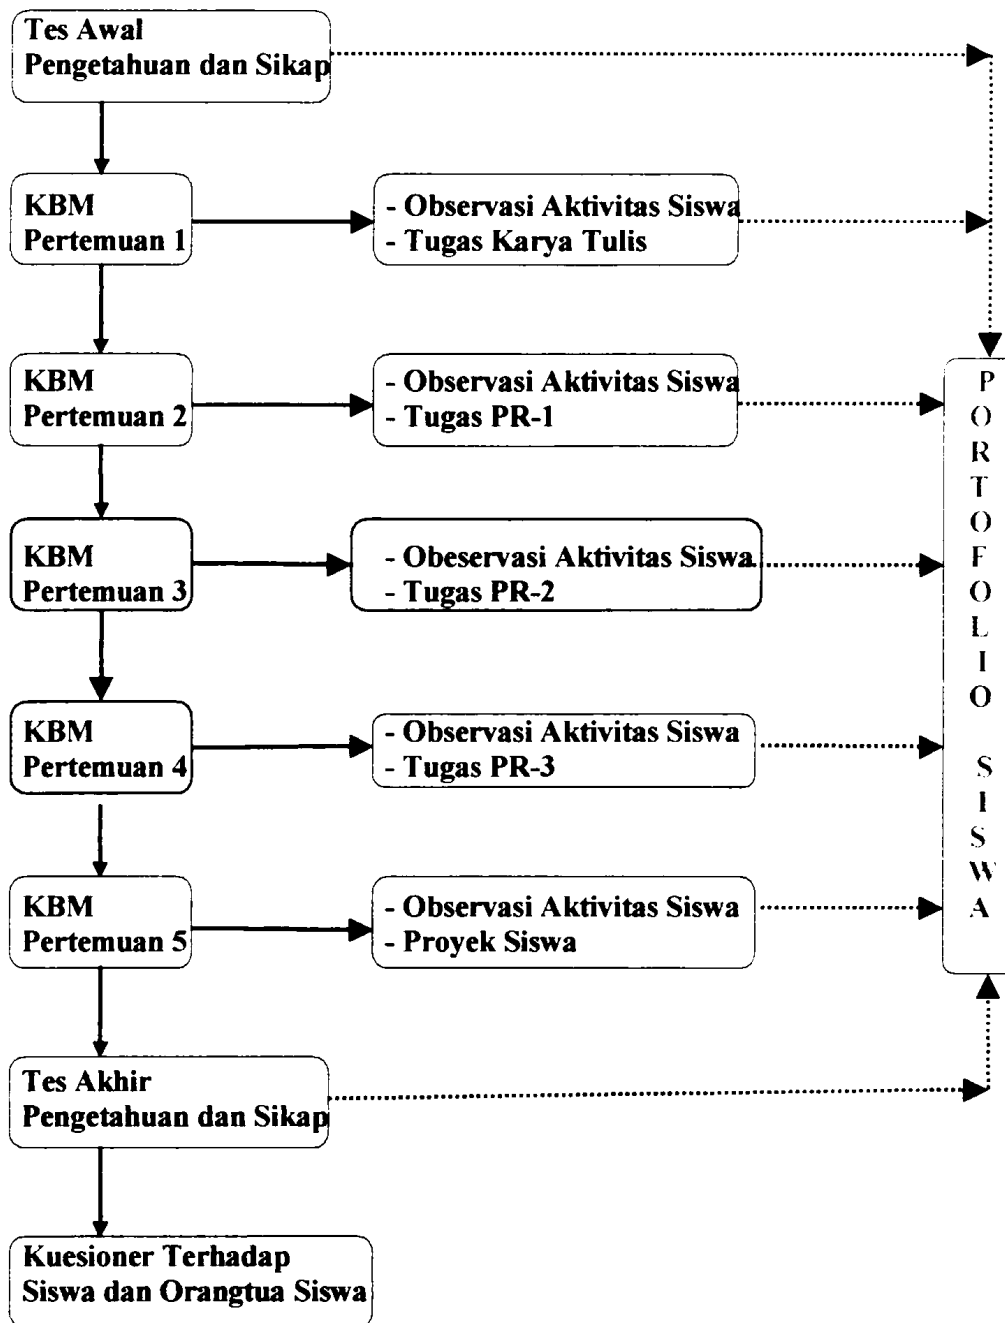 Tes Awal
Pengetahuan dan Sikap
KBM
Pertemuan 1
- Observasi Aktivitas Siswa
- Tugas Karya Tulis
KBM
Pertemuan 2
- Observasi Aktivitas Siswa
- Tugas PR-1
KBM
Pertemuan 3
- Obeservasi Aktivitas Siswa
- Tugas PR-2
KBM
Pertemuan 4
- Observasi Aktivitas Siswa
- Tugas PR-3
KBM
Pertemuan 5
- Observasi Aktivitas Siswa
- Proyek Siswa
PORTOFOLIO SISWA
Tes Akhir
Pengetahuan dan Sikap
Kuesioner Terhadap
Siswa dan Orangtua Siswa